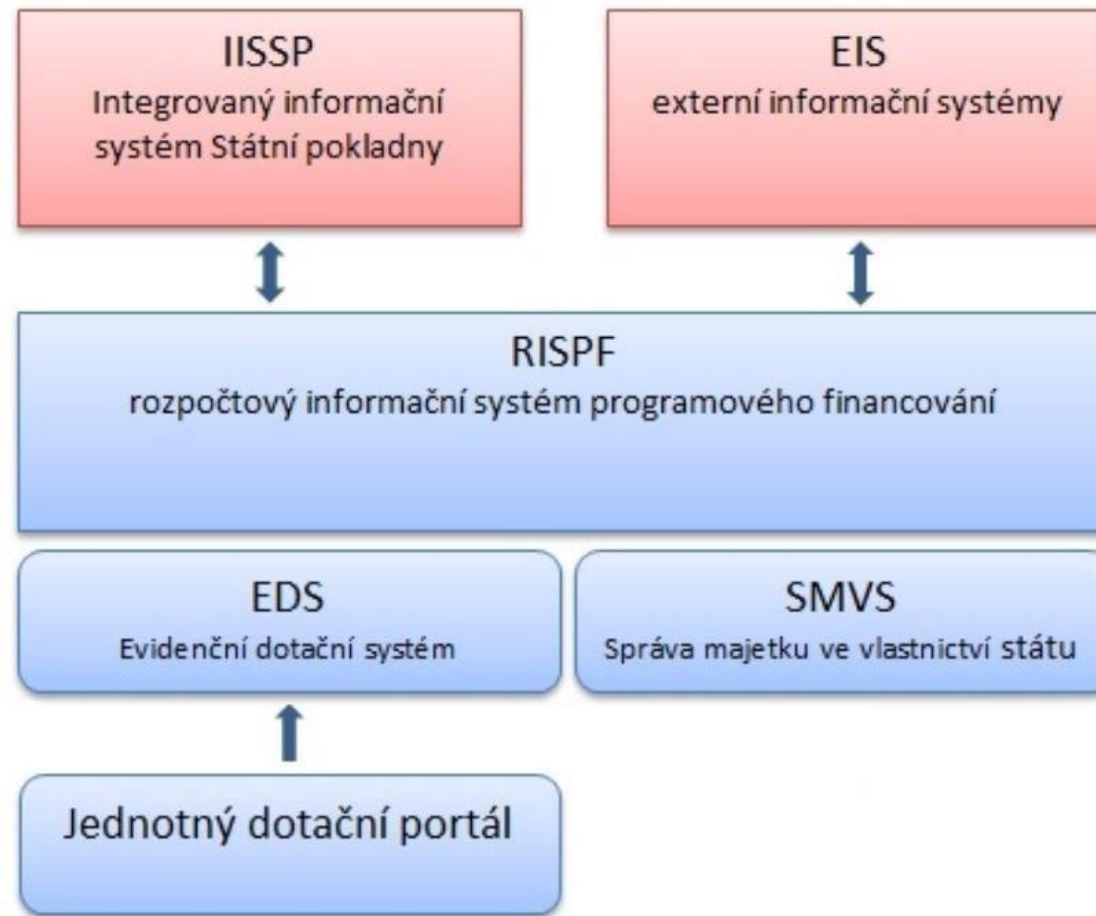 IISSP
Integrovaný informační
systém Státní pokladny
EIS
externí informační systémy
RISPF
rozpočtový informační systém programového financování
EDS
Evidenční dotační systém
SMVS
Správa majetku ve vlastnictví státu
Jednotný dotační portál